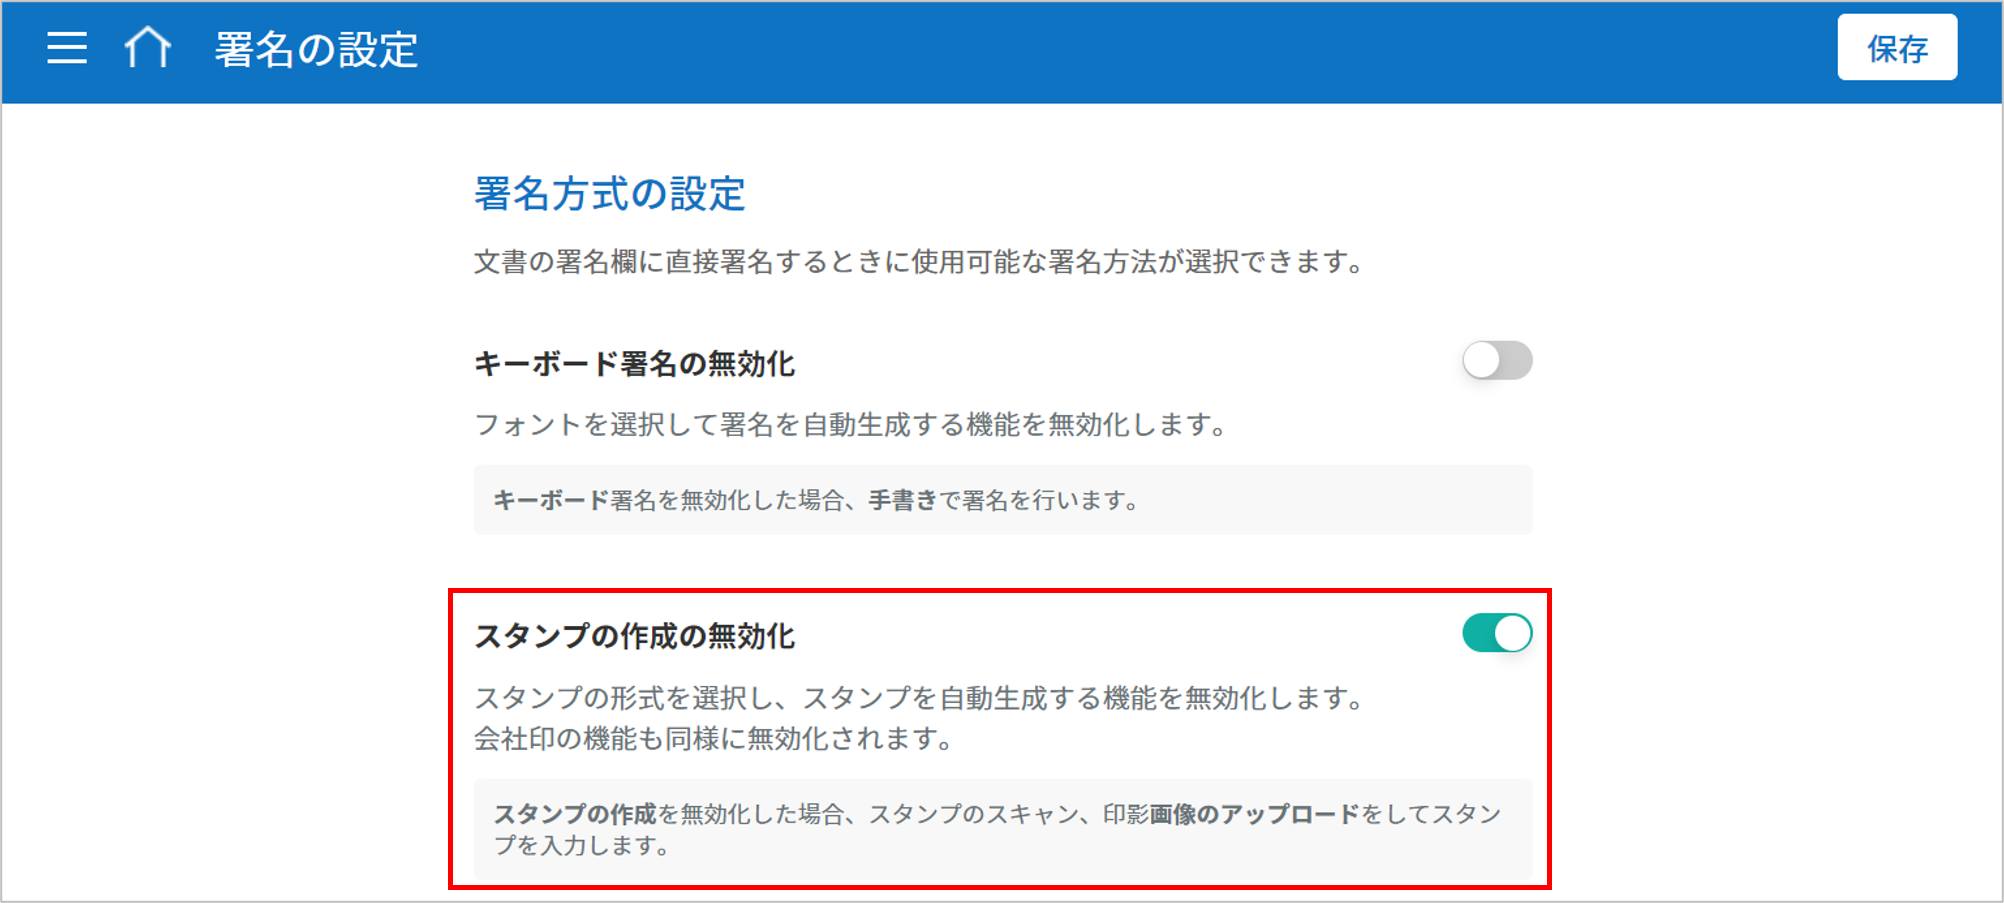 署名の設定
保存
署名方式の設定
文書の署名欄に直接署名するときに使用可能な署名方法が選択できます。
キーボード署名の無効化
フォントを選択して署名を自動生成する機能を無効化します。
キーボード署名を無効化した場合、手書きで署名を行います。
スタンプの作成の無効化
スタンプの形式を選択し、スタンプを自動生成する機能を無効化します。
会社印の機能も同様に無効化されます。
スタンプの作成を無効化した場合、スタンプのスキャン、印影画像のアップロードをしてスタン
プを入力します。